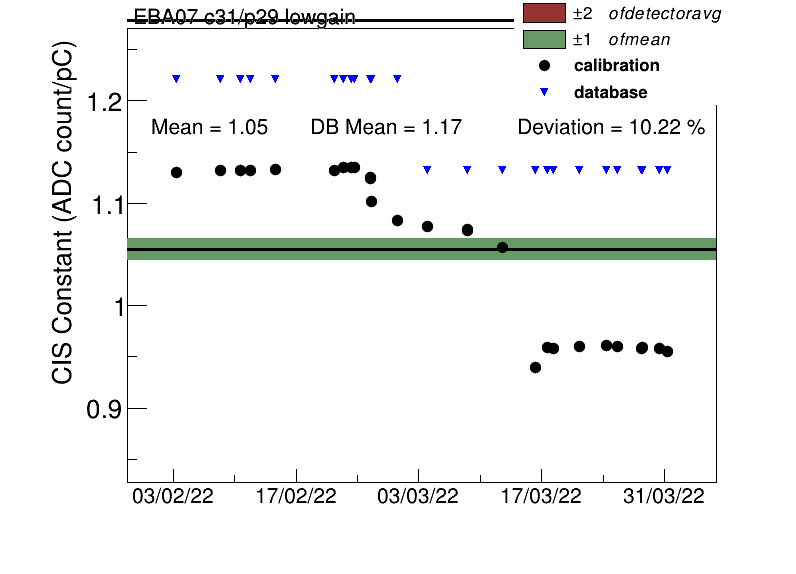 EBA07 c31/p29 lowgain
±2 ofdetectoravg
±1 ofmean
calibration
database
Mean = 1.05 DB Mean = 1.17 Deviation = 10.22 %
CIS Constant (ADC count/pC)
1.2
1.1
1
0.9
03/02/22 17/02/22 03/03/22 17/03/22 31/03/22